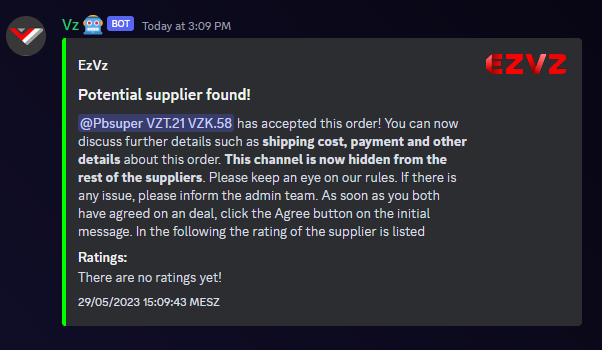 Vz BOT Today at 3:09 PM
EzVz
EZVZ
Potential supplier found!
@Pbsuper VZT.21 VZK.58 has accepted this order! You can now
discuss further details such as shipping cost, payment and other
details about this order. This channel is now hidden from the
rest of the suppliers. Please keep an eye on our rules. If there is
any issue, please inform the admin team. As soon as you both
have agreed on an deal, click the Agree button on the initial
message. In the following the rating of the supplier is listed
Ratings:
There are no ratings yet!
29/05/2023 15:09:43 MESZ